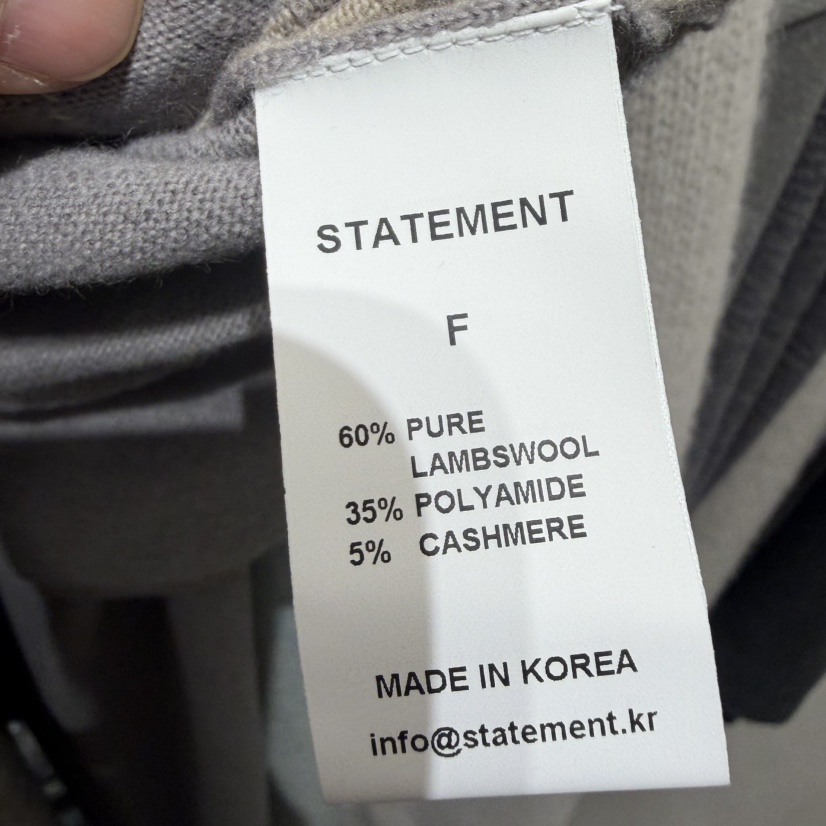 STATEMENT
F
60% PURE
LAMBSWOOL
35% POLYAMIDE
5% CASHMERE
MADE IN KOREA
info@statement.kr